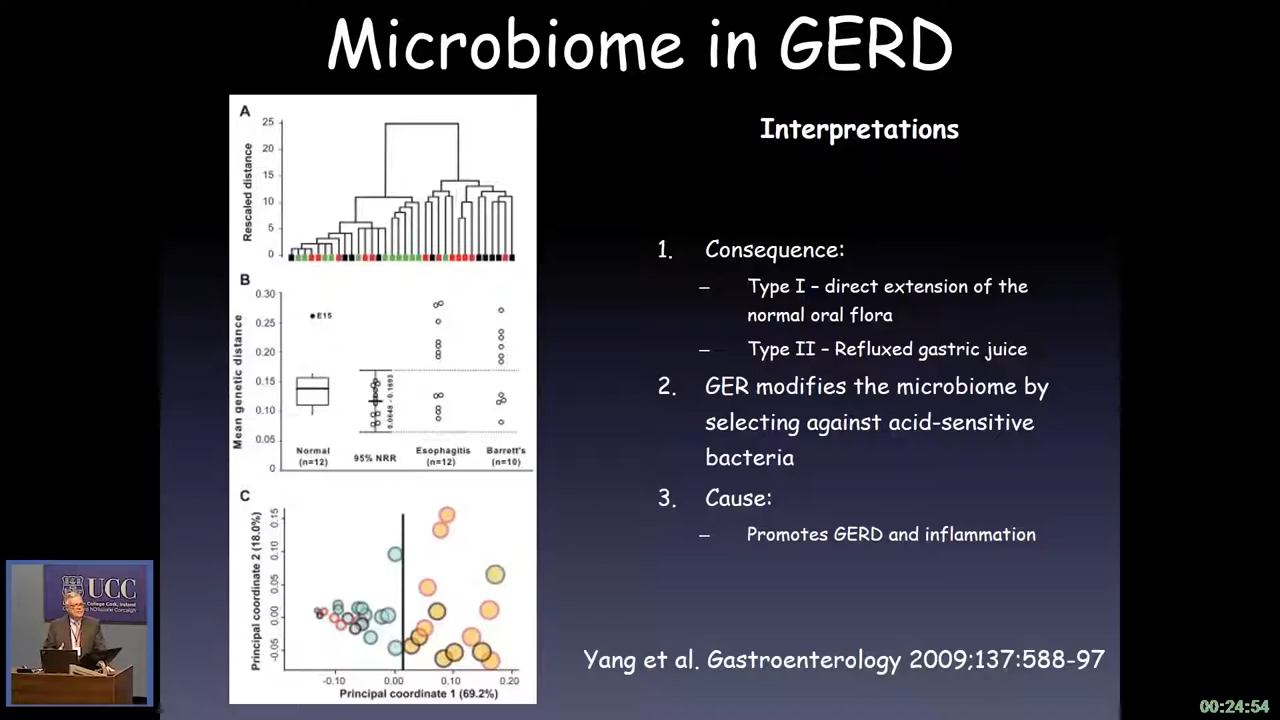 Microbiome in GERD
A
Rescaled distance
25
20
15
10
5
0
B
Mean genetic distance
0.30
0.25
0.20
0.15
0.10
0.05
0
E15
0.0648 - 0.1693
Normal
(n=12)
95% NRR
Esophagitis
(n=12)
Barrett's
(n=10)
C
Principal coordinate 2 (18.0%)
0.15
0.10
0.05
0.00
-0.05
-0.10
0.00
0.10
0.20
Principal coordinate 1 (69.2%)
Interpretations
1. Consequence:
– Type I – direct extension of the
normal oral flora
– Type II – Refluxed gastric juice
2. GER modifies the microbiome by
selecting against acid-sensitive
bacteria
3. Cause:
– Promotes GERD and inflammation
Yang et al. Gastroenterology 2009;137:588-97
UCC
College Cork, Ireland
00:24:54